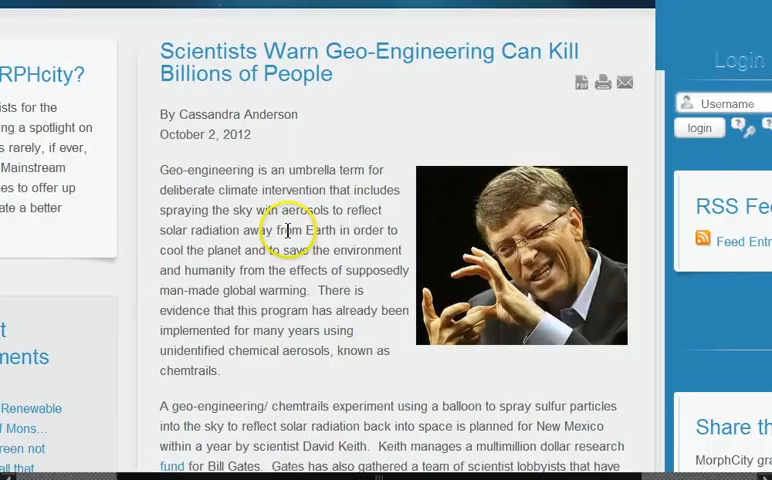 Scientists Warn Geo-Engineering Can Kill
Billions of People
Login
RPHcity?
PDF
By Cassandra Anderson
Username
ists for the
October 2, 2012
ng a spotlight on
login
s rarely, if ever,
Mainstream
Geo-engineering is an umbrella term for
es to offer up
deliberate climate intervention that includes
ate a better
spraying the sky with aerosols to reflect
RSS Fee
solar radiation away from Earth in order to
Feed Entr
cool the planet and to save the environment
and humanity from the effects of supposedly
man-made global warming. There is
evidence that this program has already been
t
implemented for many years using
ments
unidentified chemical aerosols, known as
chemtrails.
Renewable
A geo-engineering/ chemtrails experiment using a balloon to spray sulfur particles
f Mons...
into the sky to reflect solar radiation back into space is planned for New Mexico
Share th
reen not
within a year by scientist David Keith. Keith manages a multimillion dollar research
MorphCity gra
all that
fund for Bill Gates. Gates has also gathered a team of scientist lobbyists that have